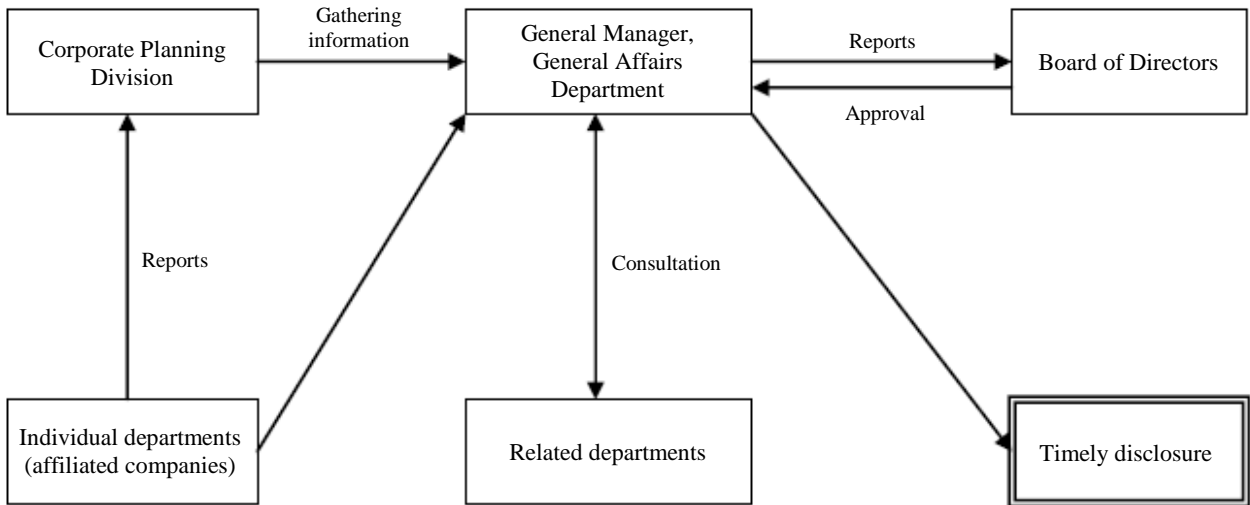 Corporate Planning
Division
Gathering
information
General Manager,
General Affairs
Department
Reports
Approval
Board of Directors
Reports
Consultation
Individual departments
(affiliated companies)
Related departments
Timely disclosure